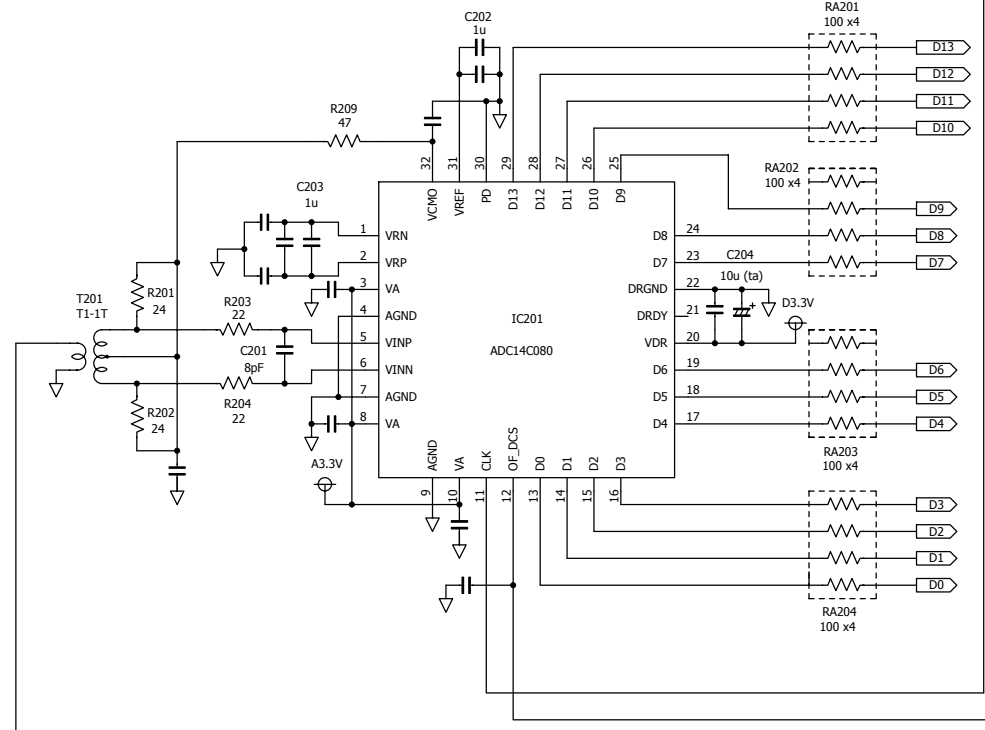 RA201
100 x4
C202
1u
D13
D12
D11
D10
R209
47
32
31
30
29
28
27
26
25
VCMO
VREF
PD
D13
D12
D11
D10
D9
RA202
100 x4
D9
D8
D7
C203
1u
1
VRN
2
VRP
3
VA
4
AGND
5
VINP
6
VINN
7
AGND
8
VA
D8
24
D7
23
DRGND
22
DRDY
21
VDR
20
D6
19
D5
18
D4
17
C204
10u (ta)
+
D3.3V
IC201
ADC14C080
T201
T1-1T
R201
24
R203
22
C201
8pF
R204
22
R202
24
A3.3V
D6
D5
D4
RA203
100 x4
AGND
VA
CLK
OF_DCS
D0
D1
D2
D3
9
10
11
12
13
14
15
16
D3
D2
D1
D0
RA204
100 x4